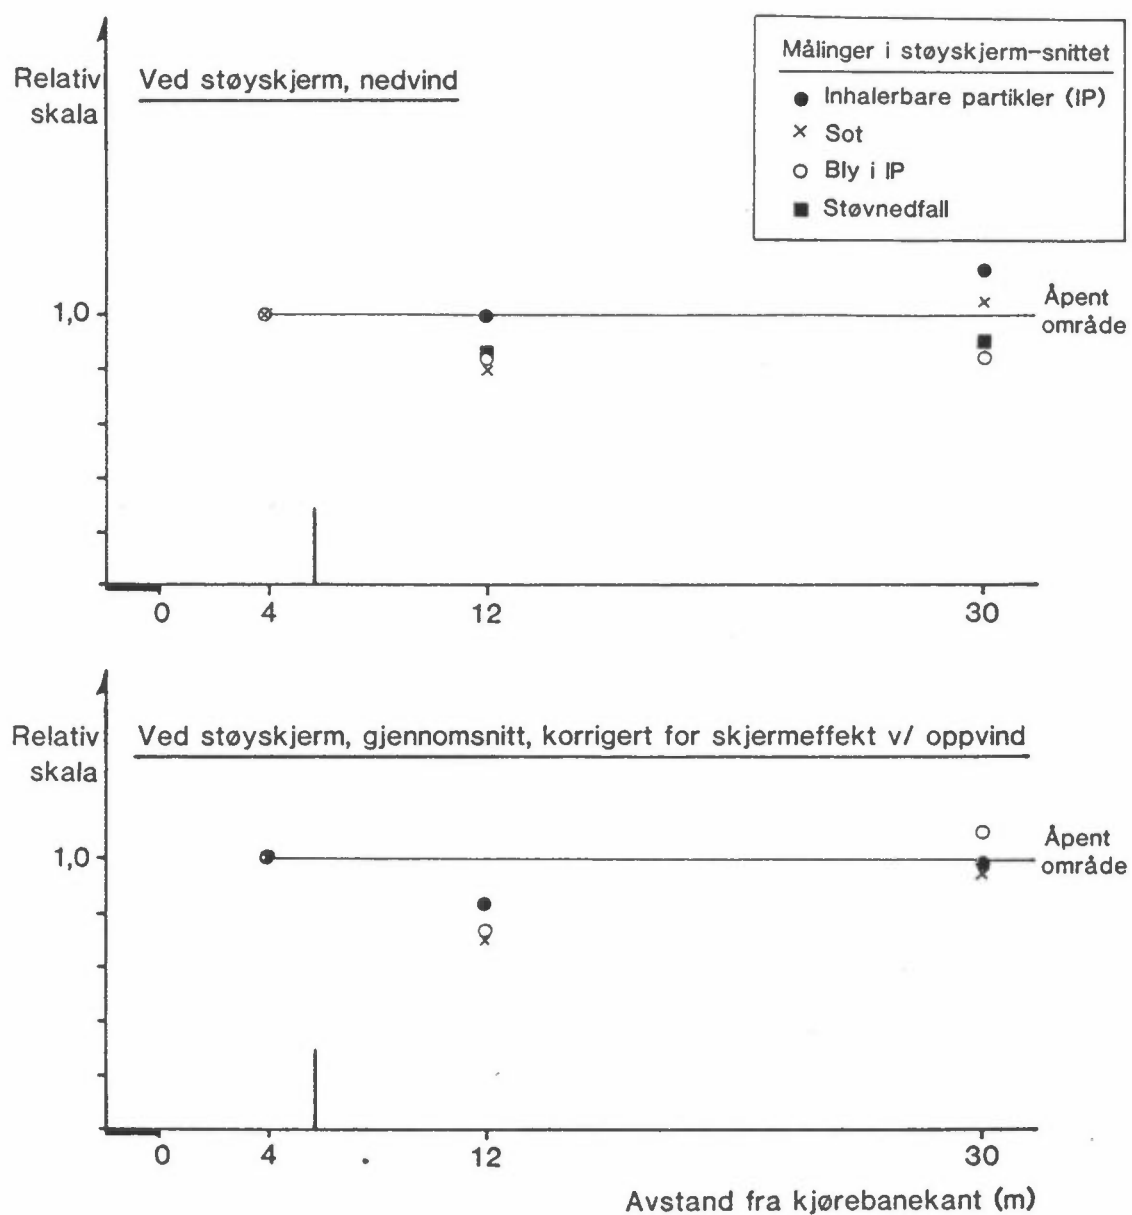 Relativ
skala
Ved støyskjerm, nedvind
Målinger i støyskjerm-snittet
Inhalerbare partikler (IP)
Sot
Bly i IP
Støvnedfall
1,0
Åpent
område
0 4 12 30
Relativ
skala
Ved støyskjerm, gjennomsnitt, korrigert for skjermeffekt v/ oppvind
1,0
Åpent
område
0 4 12 30
Avstand fra kjørebanekant (m)